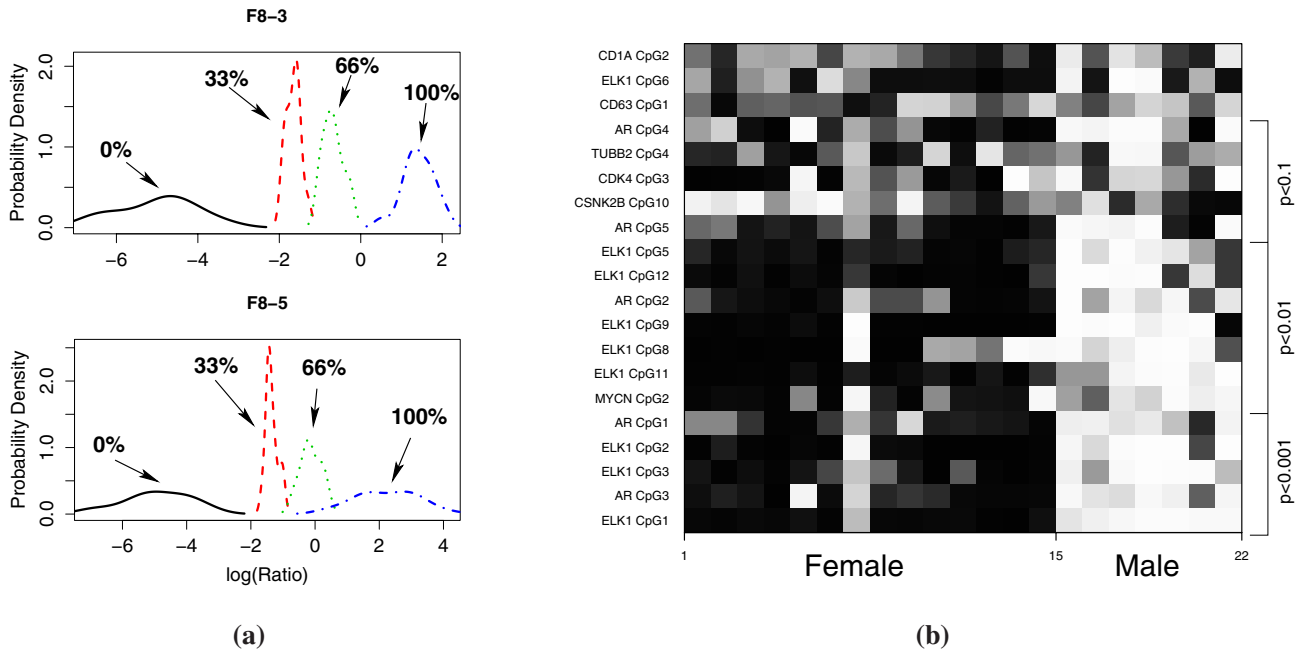 F8−3
Probability Density
0.0 1.0 2.0
0%
33%
66%
100%
−6 −4 −2 0 2
F8−5
Probability Density
0.0 1.0 2.0
0%
33%
66%
100%
−6 −4 −2 0 2 4
log(Ratio)
(a)
CD1A CpG2
ELK1 CpG6
CD63 CpG1
AR CpG4
TUBB2 CpG4
CDK4 CpG3
CSNK2B CpG10
AR CpG5
ELK1 CpG5
ELK1 CpG12
AR CpG2
ELK1 CpG9
ELK1 CpG8
ELK1 CpG11
MYCN CpG2
AR CpG1
ELK1 CpG2
ELK1 CpG3
AR CpG3
ELK1 CpG1
p<0.1
p<0.01
p<0.001
1 15 22
Female Male
(b)